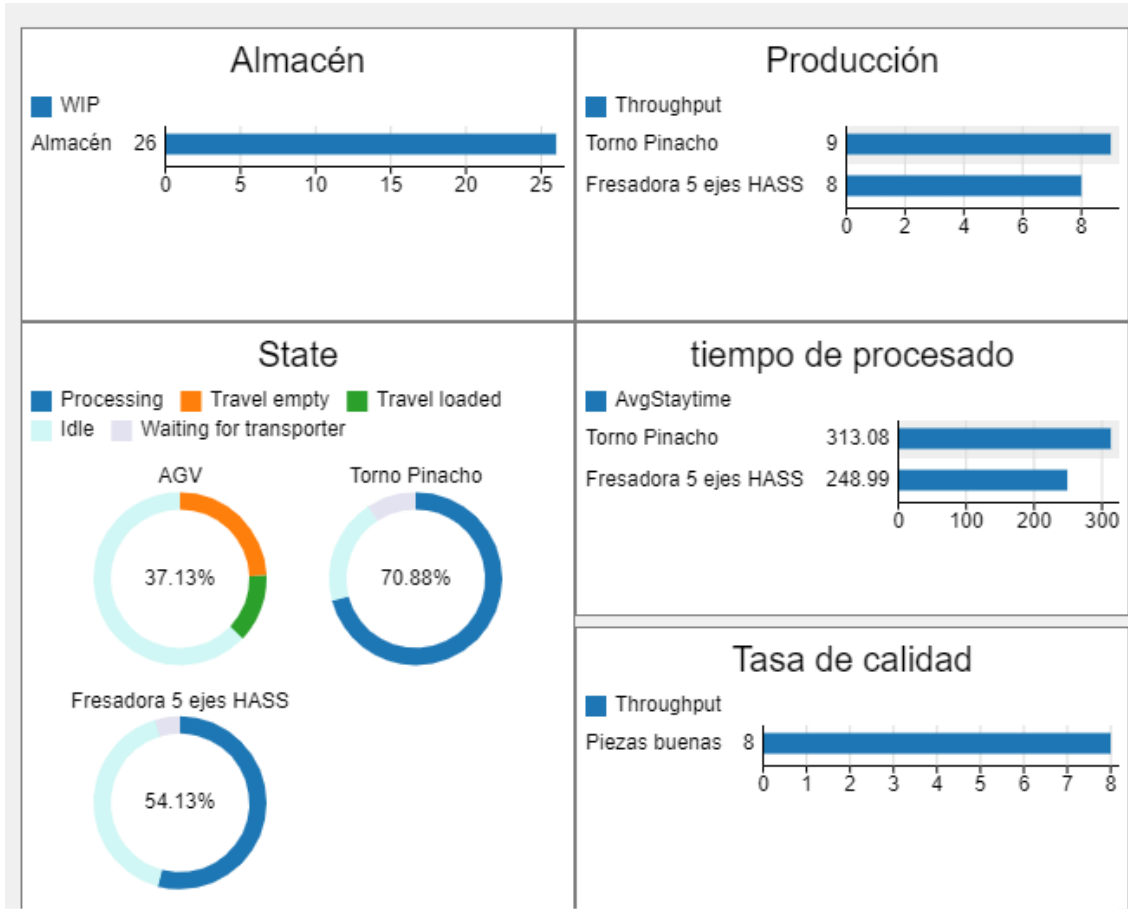 Almacén
WIP
Almacén 26
0 5 10 15 20 25
Producción
Throughput
Torno Pinacho 9
Fresadora 5 ejes HASS 8
0 2 4 6 8
State
Processing Travel empty Travel loaded
Idle Waiting for transporter
AGV Torno Pinacho
37.13% 70.88%
Fresadora 5 ejes HASS
54.13%
tiempo de procesado
AvgStaytime
Torno Pinacho 313.08
Fresadora 5 ejes HASS 248.99
0 100 200 300
Tasa de calidad
Throughput
Piezas buenas 8
0 1 2 3 4 5 6 7 8